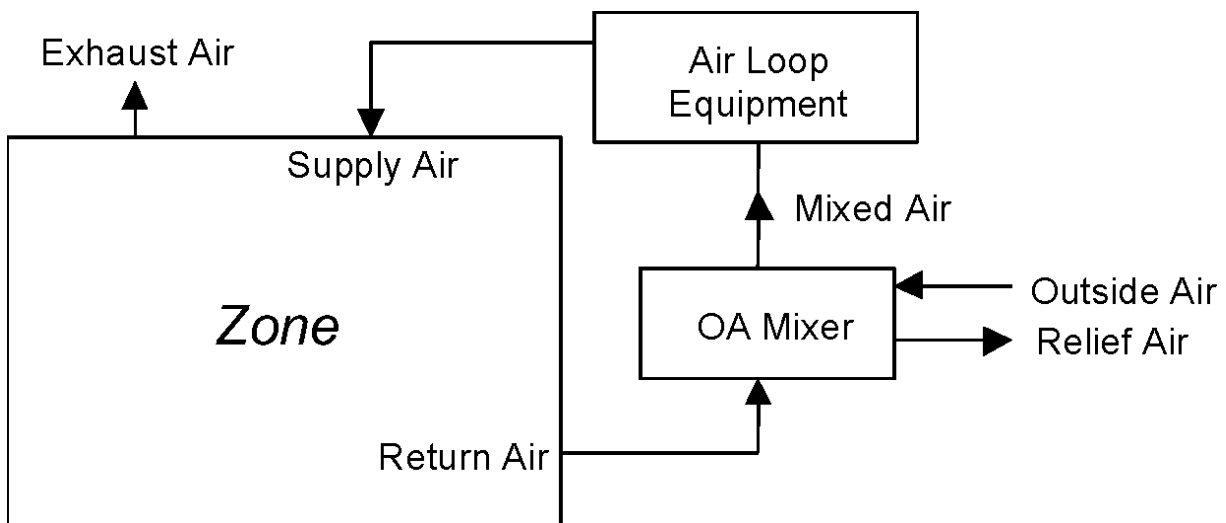 Exhaust Air
Air Loop
Equipment
Supply Air
Mixed Air
Outside Air
Zone
OA Mixer
Relief Air
Return Air